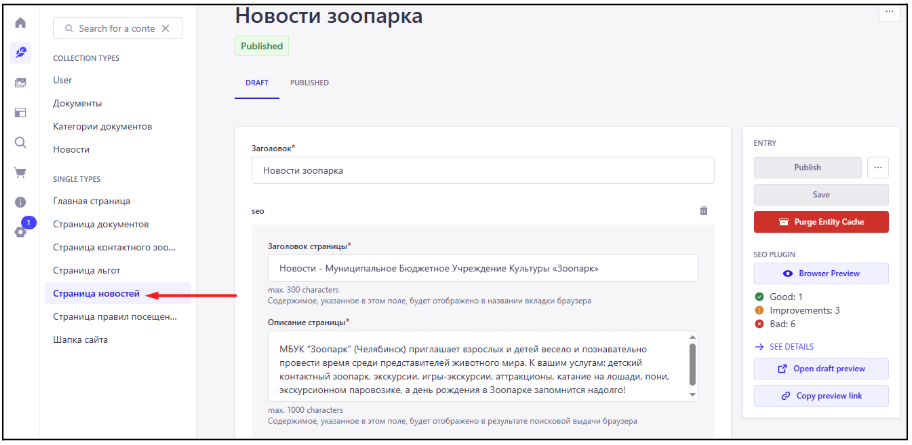 Search for a conte
COLLECTION TYPES
User
Документы
Категории документов
Новости
SINGLE TYPES
Главная страница
Страница документов
Страница контактного зоо...
Страница льгот
Страница новостей
Страница правил посещен...
Шапка сайта
1
Новости зоопарка
Published
DRAFT PUBLISHED
Заголовок*
Новости зоопарка
seo
Заголовок страницы*
Новости - Муниципальное Бюджетное Учреждение Культуры «Зоопарк»
max. 300 characters
Содержимое, указанное в этом поле, будет отображено в названии вкладки браузера
Описание страницы*
МБУК "Зоопарк" (Челябинск) приглашает взрослых и детей весело и познавательно
провести время среди представителей животного мира. К вашим услугам: детский
контактный зоопарк, экскурсии, игры-экскурсии, аттракционы, катание на лошади, пони,
экскурсионном паровозике, а день рождения в Зоопарке запомнится надолго!
max. 1000 characters
Содержимое, указанное в этом поле, будет отображено в результате поисковой выдачи браузера
...
ENTRY
Publish ...
Save
Purge Entity Cache
SEO PLUGIN
Browser Preview
Good: 1
Improvements: 3
Bad: 6
SEE DETAILS
Open draft preview
Copy preview link